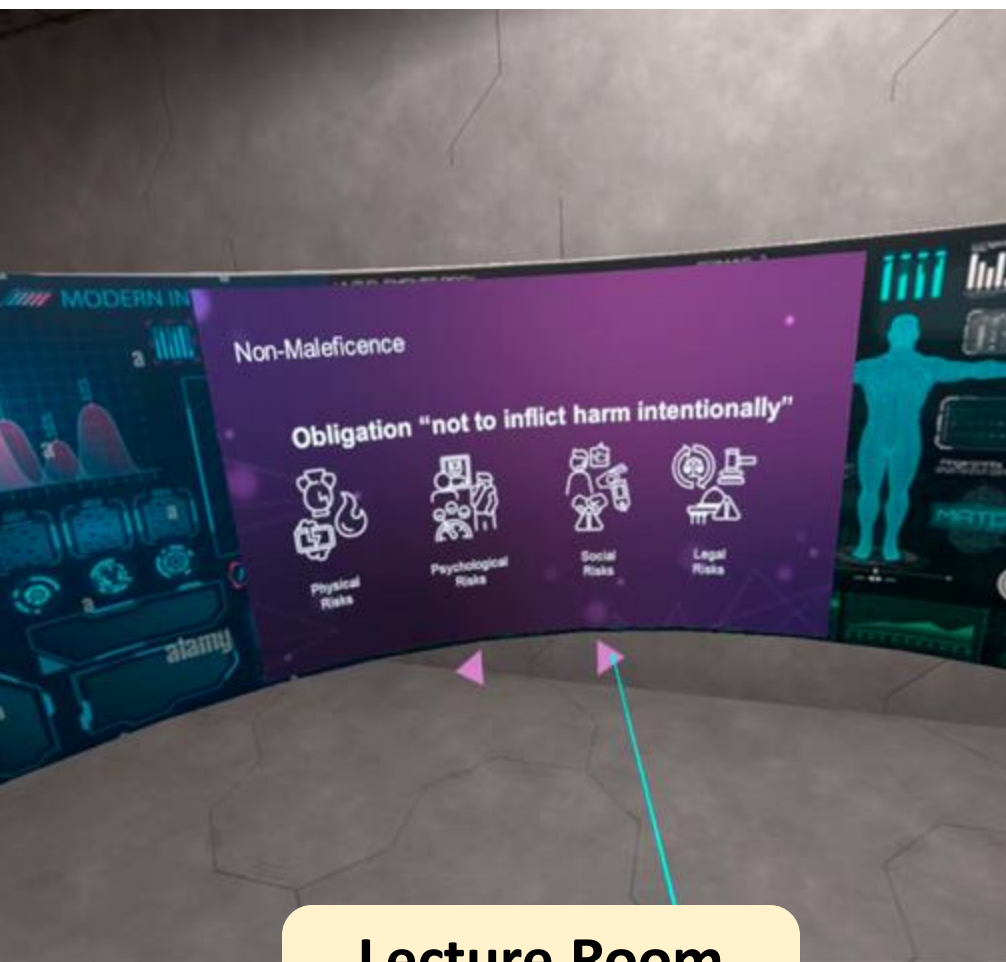 MODERN IN
Non-Maleficence
Obligation “not to inflict harm intentionally”
Physical
Risks
Psychological
Risks
Social
Risks
Legal
Risks
a
a
a
a
alamy
Lecture Room